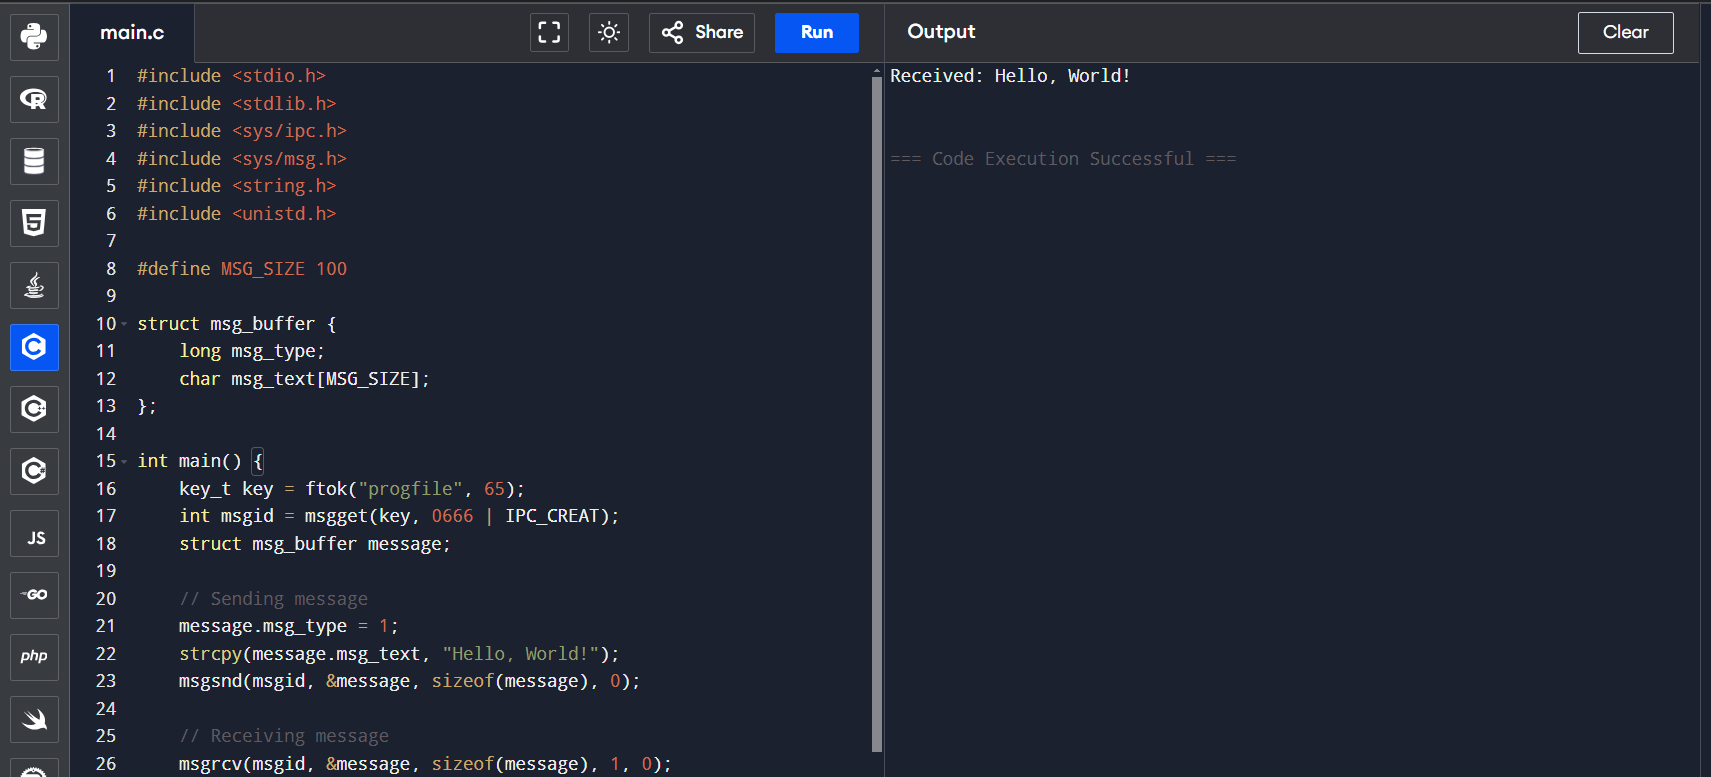 main.c
Share
Run
Output
Clear
1 #include <stdio.h>
2 #include <stdlib.h>
3 #include <sys/ipc.h>
4 #include <sys/msg.h>
5 #include <string.h>
6 #include <unistd.h>
7
8 #define MSG_SIZE 100
9
10 struct msg_buffer {
11     long msg_type;
12     char msg_text[MSG_SIZE];
13 };
14
15 int main() {
16     key_t key = ftok("progfile", 65);
17     int msgid = msgget(key, 0666 | IPC_CREAT);
18     struct msg_buffer message;
19
20     // Sending message
21     message.msg_type = 1;
22     strcpy(message.msg_text, "Hello, World!");
23     msgsnd(msgid, &message, sizeof(message), 0);
24
25     // Receiving message
26     msgrcv(msgid, &message, sizeof(message), 1, 0);
Received: Hello, World!
=== Code Execution Successful ===
R
5
C
C
C
JS
GO
php